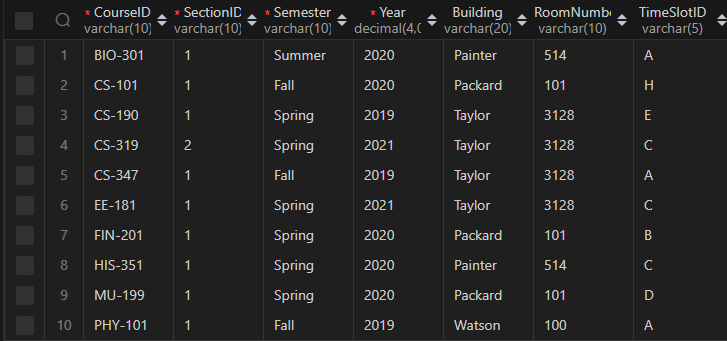 * CourseID * SectionID * Semester * Year Building RoomNumbe TimeSlotID
varchar(10) varchar(10) varchar(10) decimal(4,0 varchar(20) varchar(10) varchar(5)
1 BIO-301 1 Summer 2020 Painter 514 A
2 CS-101 1 Fall 2020 Packard 101 H
3 CS-190 1 Spring 2019 Taylor 3128 E
4 CS-319 2 Spring 2021 Taylor 3128 C
5 CS-347 1 Fall 2019 Taylor 3128 A
6 EE-181 1 Spring 2021 Taylor 3128 C
7 FIN-201 1 Spring 2020 Packard 101 B
8 HIS-351 1 Spring 2020 Painter 514 C
9 MU-199 1 Spring 2020 Packard 101 D
10 PHY-101 1 Fall 2019 Watson 100 A